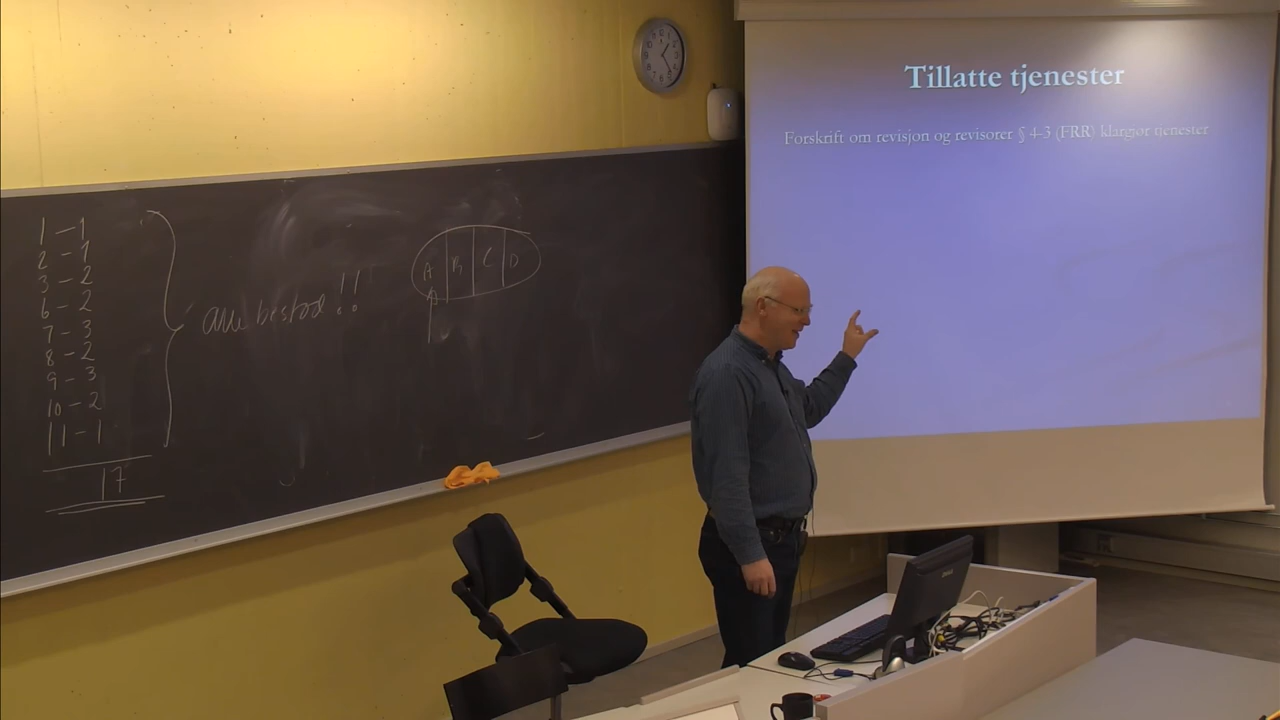 1 - 1
2 - 1
3 - 2
6 - 2
7 - 3
8 - 2
9 - 3
10 - 2
11 - 1
17
alle bestod !!
A B C D
Tillatte tjenester
Forskrift om revisjon og revisorer § 4-3 (FRR) klargjør tjenester